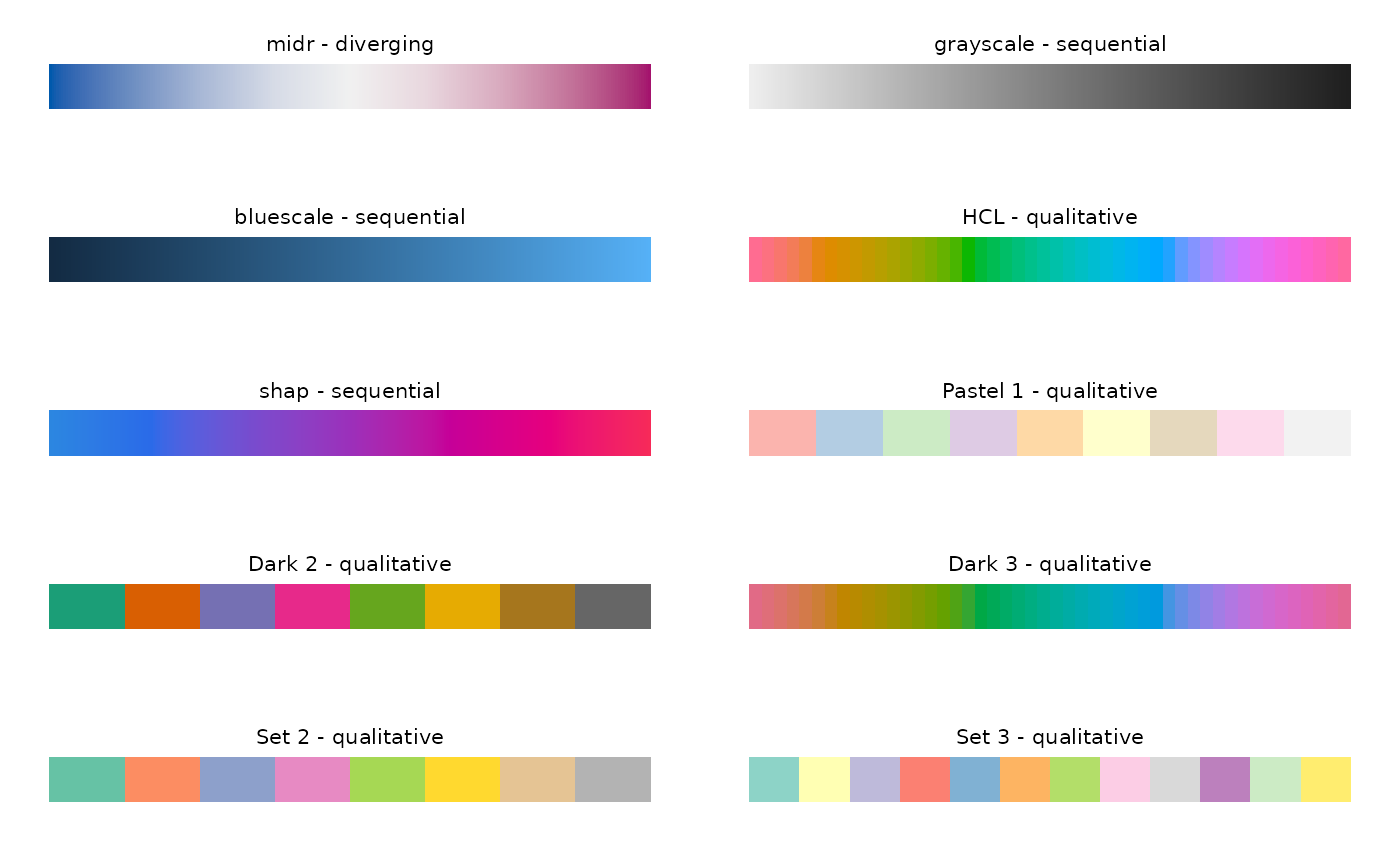 midr - diverging
grayscale - sequential
bluescale - sequential
HCL - qualitative
shap - sequential
Pastel 1 - qualitative
Dark 2 - qualitative
Dark 3 - qualitative
Set 2 - qualitative
Set 3 - qualitative